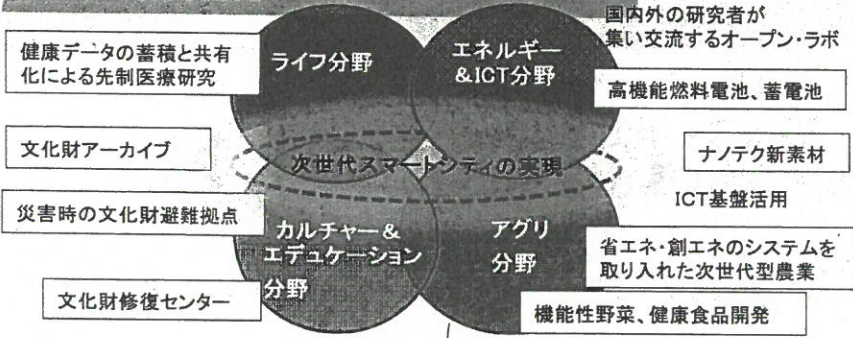 国内外の研究者が
集い交流するオープン・ラボ
健康データの蓄積と共有
化による先制医療研究
ライフ分野
エネルギー
&ICT分野
高機能燃料電池、蓄電池
文化財アーカイブ
次世代スマートシティの実現
ナノテク新素材
ICT基盤活用
災害時の文化財避難拠点
カルチャー&
エデュケーション
分野
アグリ
分野
省エネ・創エネのシステムを
取り入れた次世代型農業
文化財修復センター
機能性野菜、健康食品開発